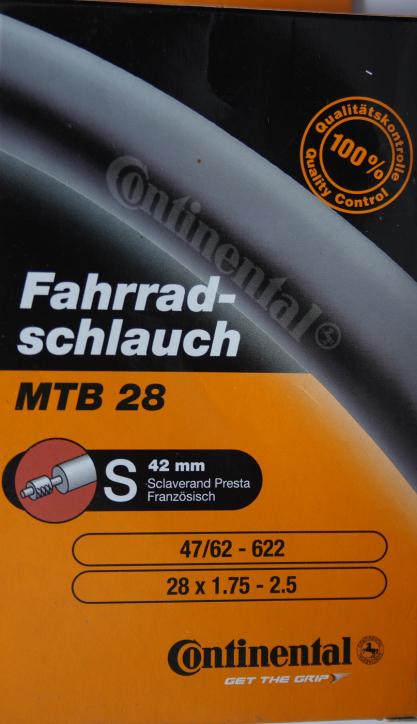 Qualitätskontrolle
100%
Quality Control
Continental
Fahrrad-
schlauch
MTB 28
S
42 mm
Sclaverand Presta
Französisch
47/62 - 622
28 x 1.75 - 2.5
Continental
GET THE GRIP